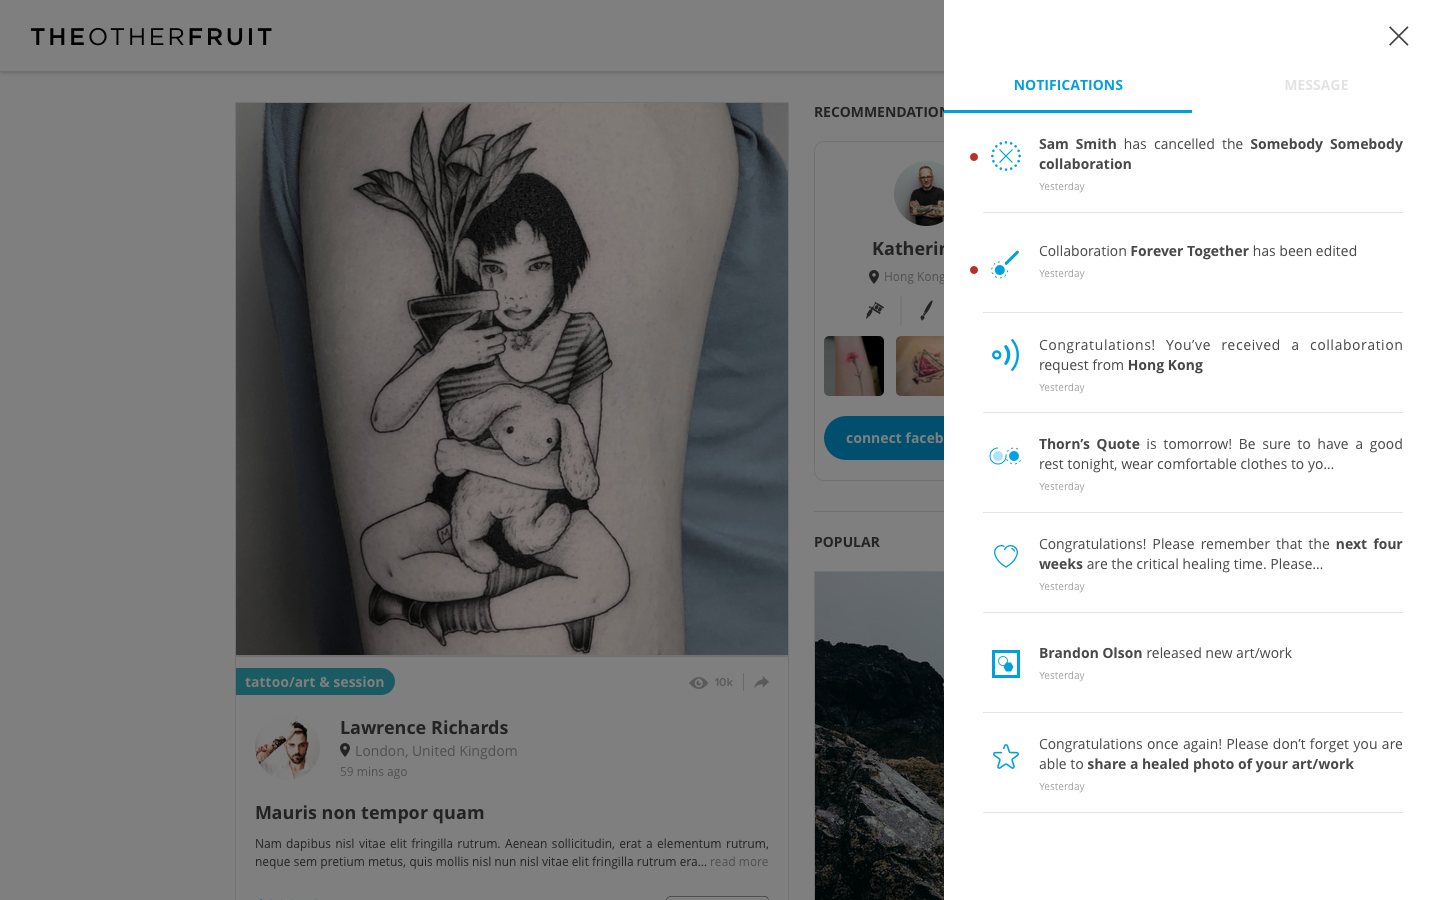 THEOTHERFRUIT
NOTIFICATIONS
MESSAGE
Sam Smith has cancelled the Somebody Somebody
collaboration
Yesterday
Collaboration Forever Together has been edited
Yesterday
Congratulations! You’ve received a collaboration
request from Hong Kong
Yesterday
Thorn’s Quote is tomorrow! Be sure to have a good
rest tonight, wear comfortable clothes to yo...
Yesterday
Congratulations! Please remember that the next four
weeks are the critical healing time. Please...
Yesterday
Brandon Olson released new art/work
Yesterday
Congratulations once again! Please don’t forget you are
able to share a healed photo of your art/work
Yesterday
tattoo/art & session
10k
Lawrence Richards
London, United Kingdom
59 mins ago
Mauris non tempor quam
Nam dapibus nisl vitae elit fringilla rutrum. Aenean sollicitudin, erat a elementum rutrum,
neque sem pretium metus, quis mollis nisl nun nisl vitae elit fringilla rutrum era... read more
RECOMMENDATION
Katherin
Hong Kong
connect faceb
POPULAR